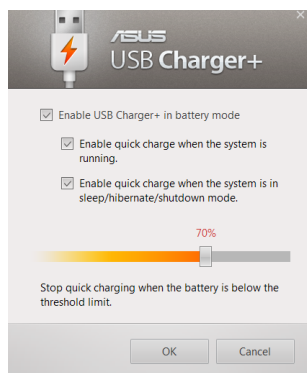 ASUS
USB Charger+
Enable USB Charger+ in battery mode
Enable quick charge when the system is
running.
Enable quick charge when the system is in
sleep/hibernate/shutdown mode.
70%
Stop quick charging when the battery is below the
threshold limit.
OK
Cancel